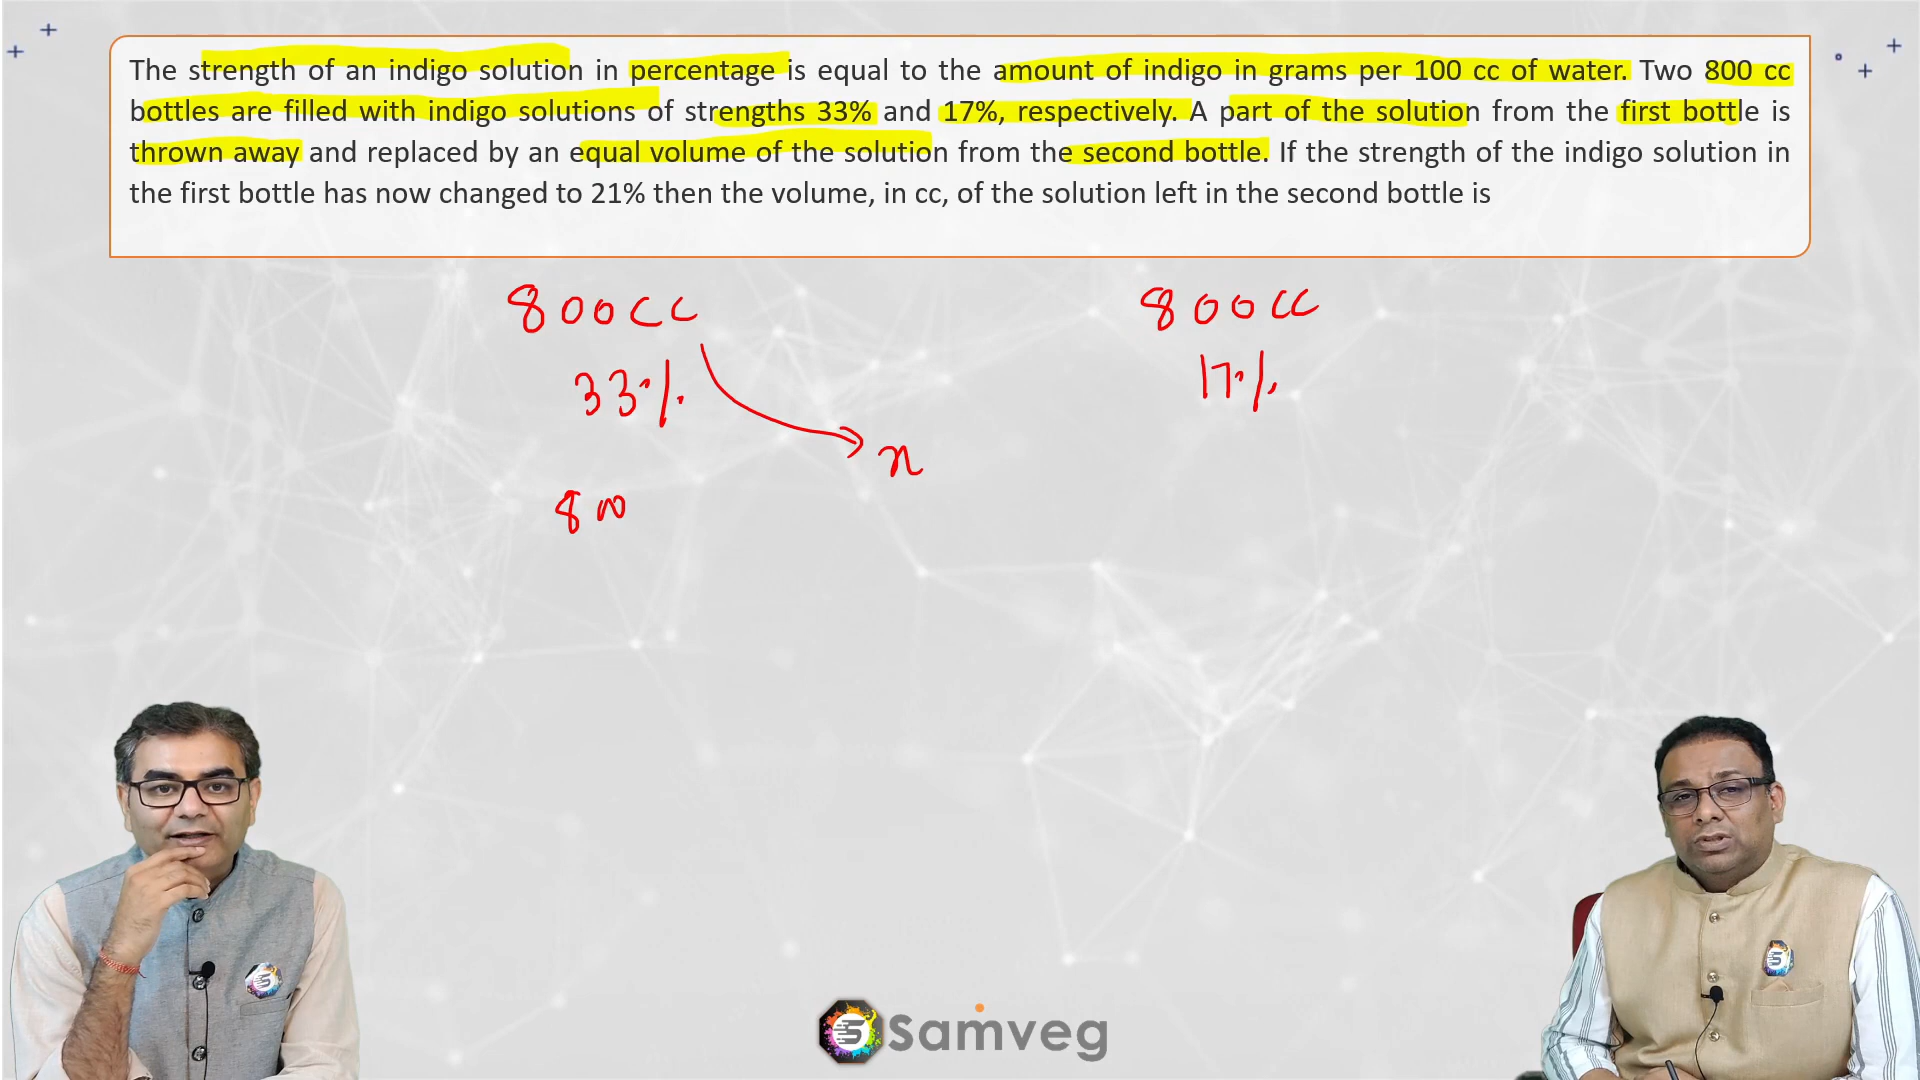 The strength of an indigo solution in percentage is equal to the amount of indigo in grams per 100 cc of water. Two 800 cc
bottles are filled with indigo solutions of strengths 33% and 17%, respectively. A part of the solution from the first bottle is
thrown away and replaced by an equal volume of the solution from the second bottle. If the strength of the indigo solution in
the first bottle has now changed to 21% then the volume, in cc, of the solution left in the second bottle is
800cc 800cc
33% 17%
x
800
Samveg